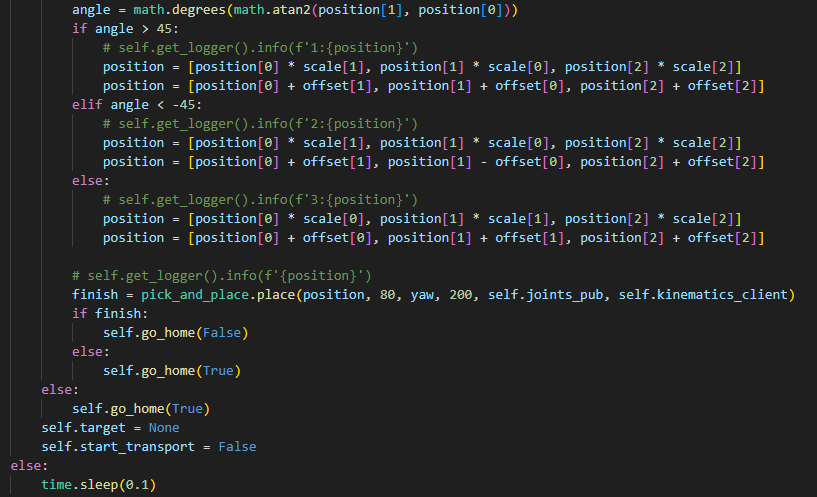 angle = math.degrees(math.atan2(position[1], position[0]))
if angle > 45:
# self.get_logger().info(f'1:{position}')
position = [position[0] * scale[1], position[1] * scale[0], position[2] * scale[2]]
position = [position[0] + offset[1], position[1] + offset[0], position[2] + offset[2]]
elif angle < -45:
# self.get_logger().info(f'2:{position}')
position = [position[0] * scale[1], position[1] * scale[0], position[2] * scale[2]]
position = [position[0] + offset[1], position[1] - offset[0], position[2] + offset[2]]
else:
# self.get_logger().info(f'3:{position}')
position = [position[0] * scale[0], position[1] * scale[1], position[2] * scale[2]]
position = [position[0] + offset[0], position[1] + offset[1], position[2] + offset[2]]
# self.get_logger().info(f'{position}')
finish = pick_and_place.place(position, 80, yaw, 200, self.joints_pub, self.kinematics_client)
if finish:
self.go_home(False)
else:
self.go_home(True)
else:
self.go_home(True)
self.target = None
self.start_transport = False
else:
time.sleep(0.1)